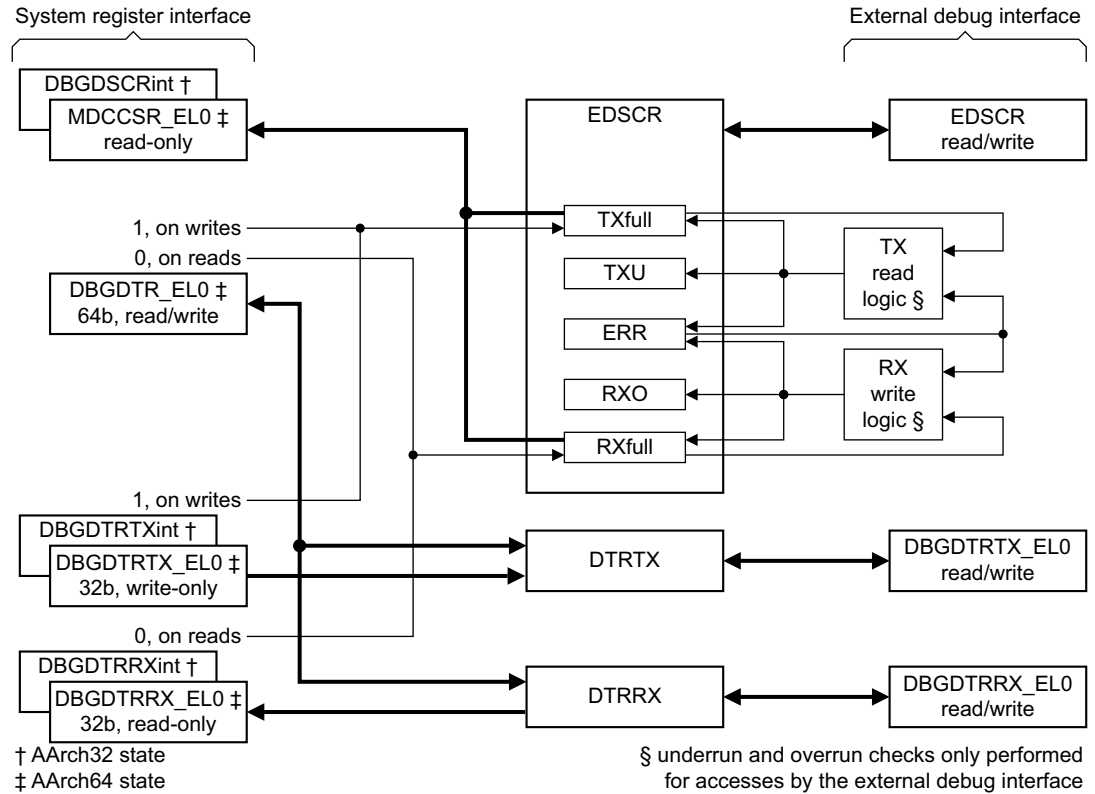 System register interface
External debug interface
DBGDSCRint †
MDCCSR_EL0 ‡
read-only
EDSCR
EDSCR
read/write
TXfull
1, on writes
0, on reads
TX
read
logic §
TXU
DBGDTR_EL0 ‡
64b, read/write
ERR
RX
write
logic §
RXO
RXfull
1, on writes
DBGDTRTXint †
DBGDTRTX_EL0 ‡
32b, write-only
DTRTX
DBGDTRTX_EL0
read/write
0, on reads
DBGDTRRXint †
DBGDTRRX_EL0 ‡
32b, read-only
DTRRX
DBGDTRRX_EL0
read/write
† AArch32 state
‡ AArch64 state
§ underrun and overrun checks only performed
for accesses by the external debug interface